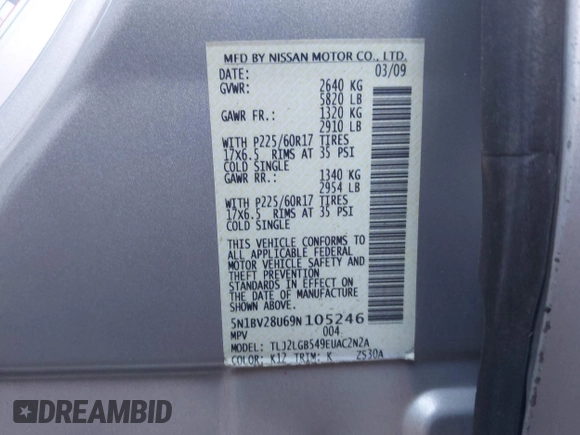 MFD BY NISSAN MOTOR CO., LTD.
DATE: 03/09
GVWR: 2640 KG
5820 LB
GAWR FR.: 1320 KG
2910 LB
WITH P225/60R17 TIRES
17X6.5 RIMS AT 35 PSI
COLD SINGLE
GAWR RR.: 1340 KG
2954 LB
WITH P225/60R17 TIRES
17X6.5 RIMS AT 35 PSI
COLD SINGLE
THIS VEHICLE CONFORMS TO
ALL APPLICABLE FEDERAL
MOTOR VEHICLE SAFETY AND
THEFT PREVENTION
STANDARDS IN EFFECT ON
THE DATE OF MANUFACTURE
SHOWN ABOVE.
5N1BV28U69N105246
MPV 004
MODEL: TLJ2LGB549EUAC2N2A
COLOR: K12 TRIM: K ZS30A
DREAMBID